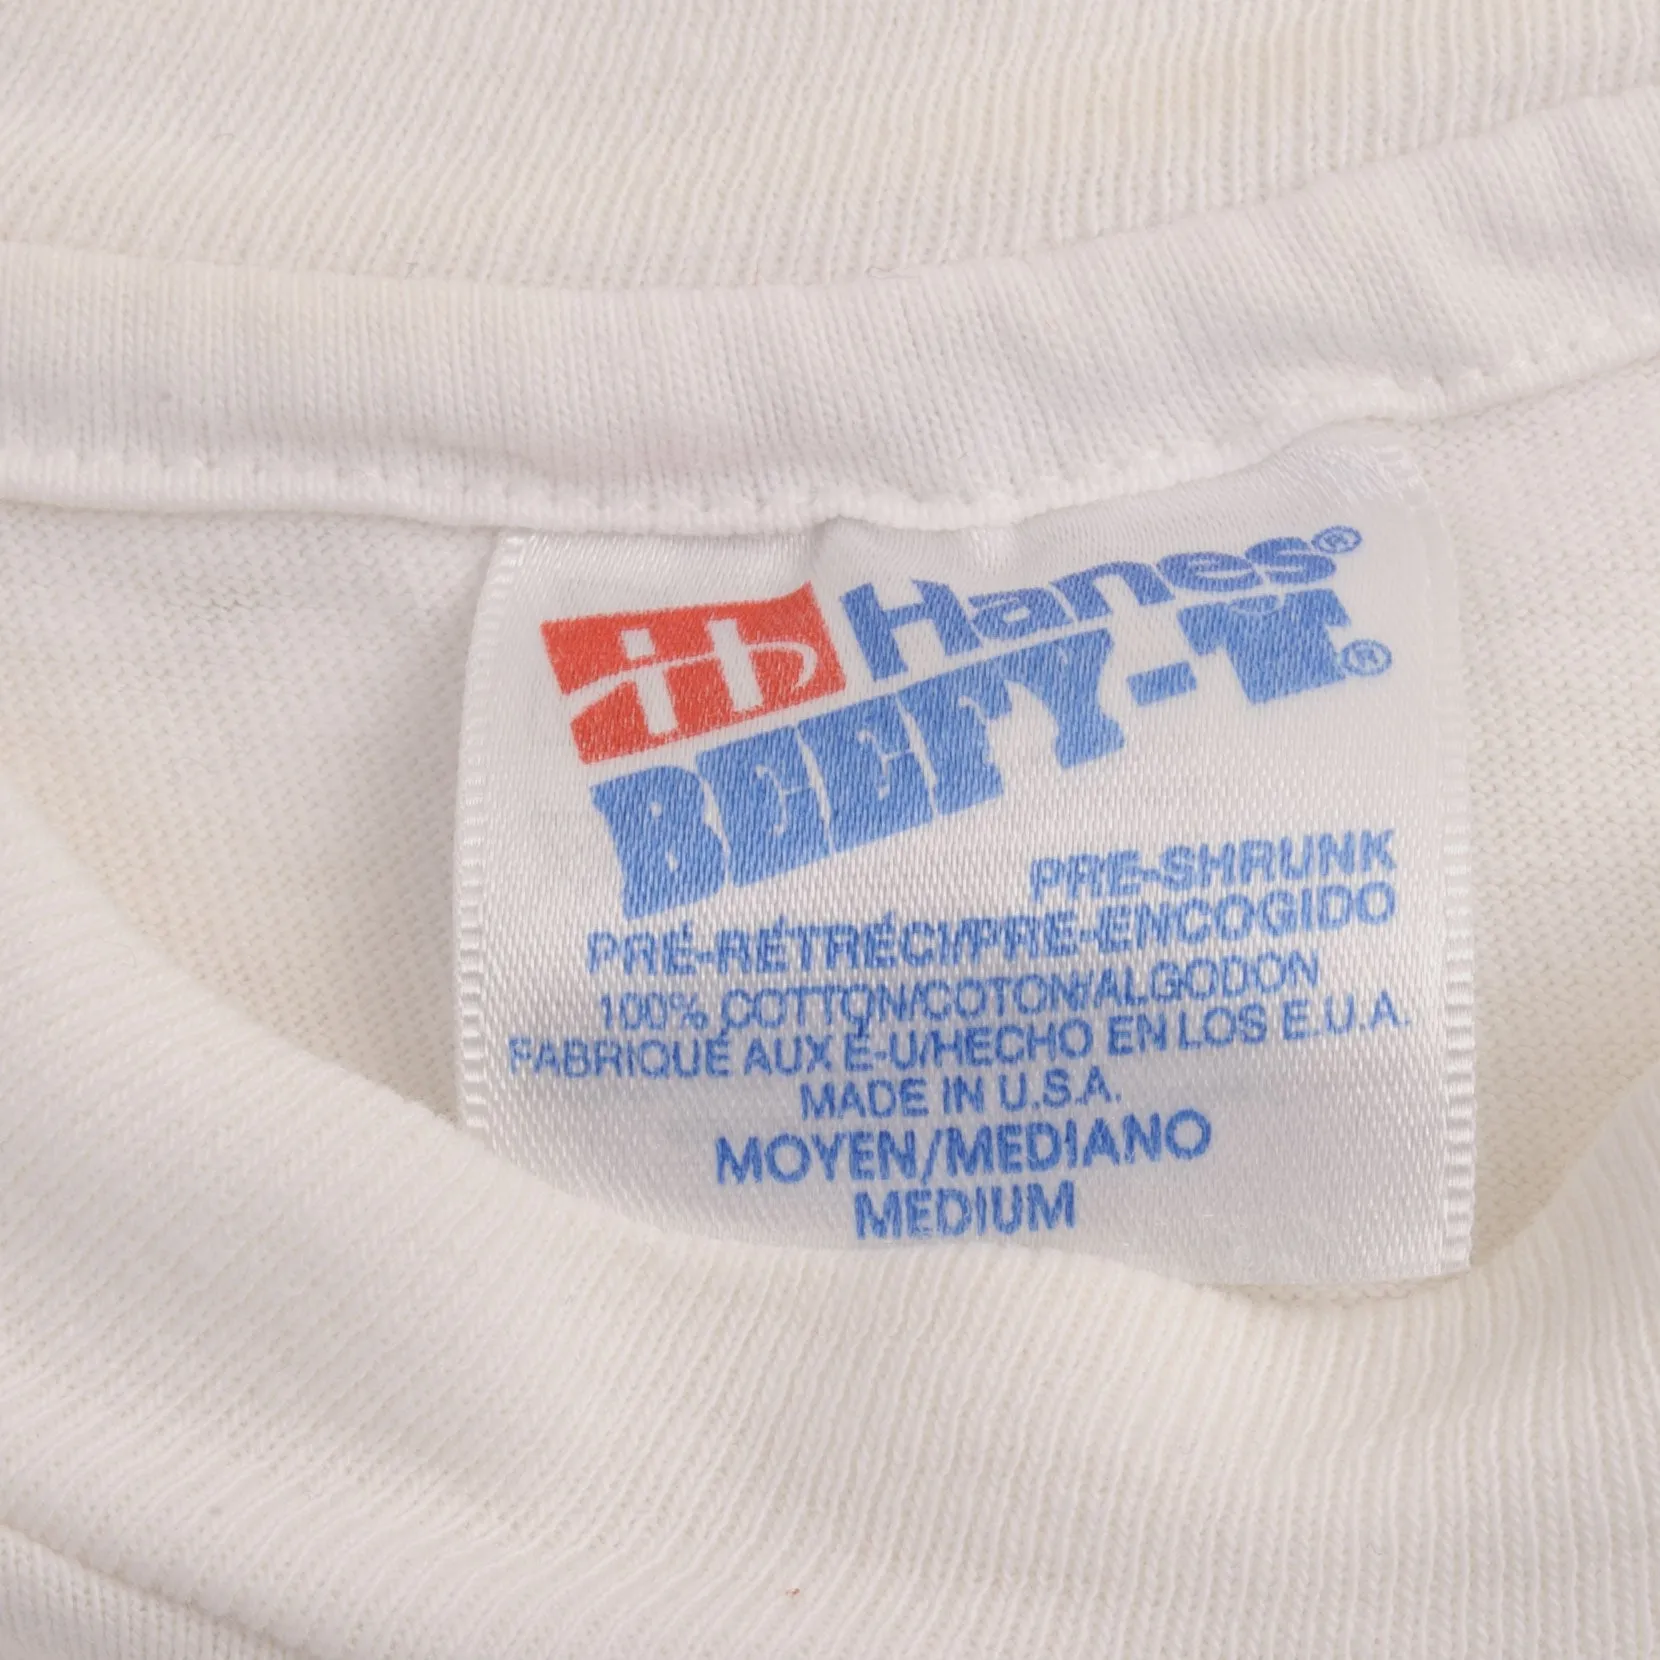 Hanes®
BEEFY-T®
PRE-SHRUNK
PRÉ-RÉTRÉCI/PRE-ENCOGIDO
100% COTTON/COTON/ALGODON
FABRIQUÉ AUX É-U/HECHO EN LOS E.U.A.
MADE IN U.S.A.
MOYEN/MEDIANO
MEDIUM